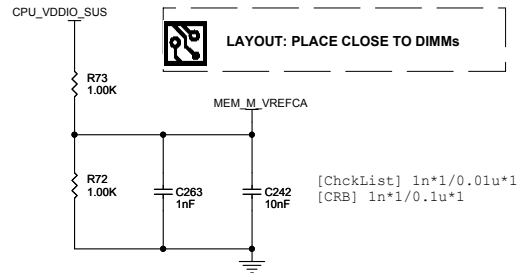 CPU_VDDIO_SUS
LAYOUT: PLACE CLOSE TO DIMMs
R73
1.00K
MEM_M_VREFCA
R72
1.00K
C263
1nF
C242
10nF
[ChckList] 1n*1/0.01u*1
[CRB] 1n*1/0.1u*1